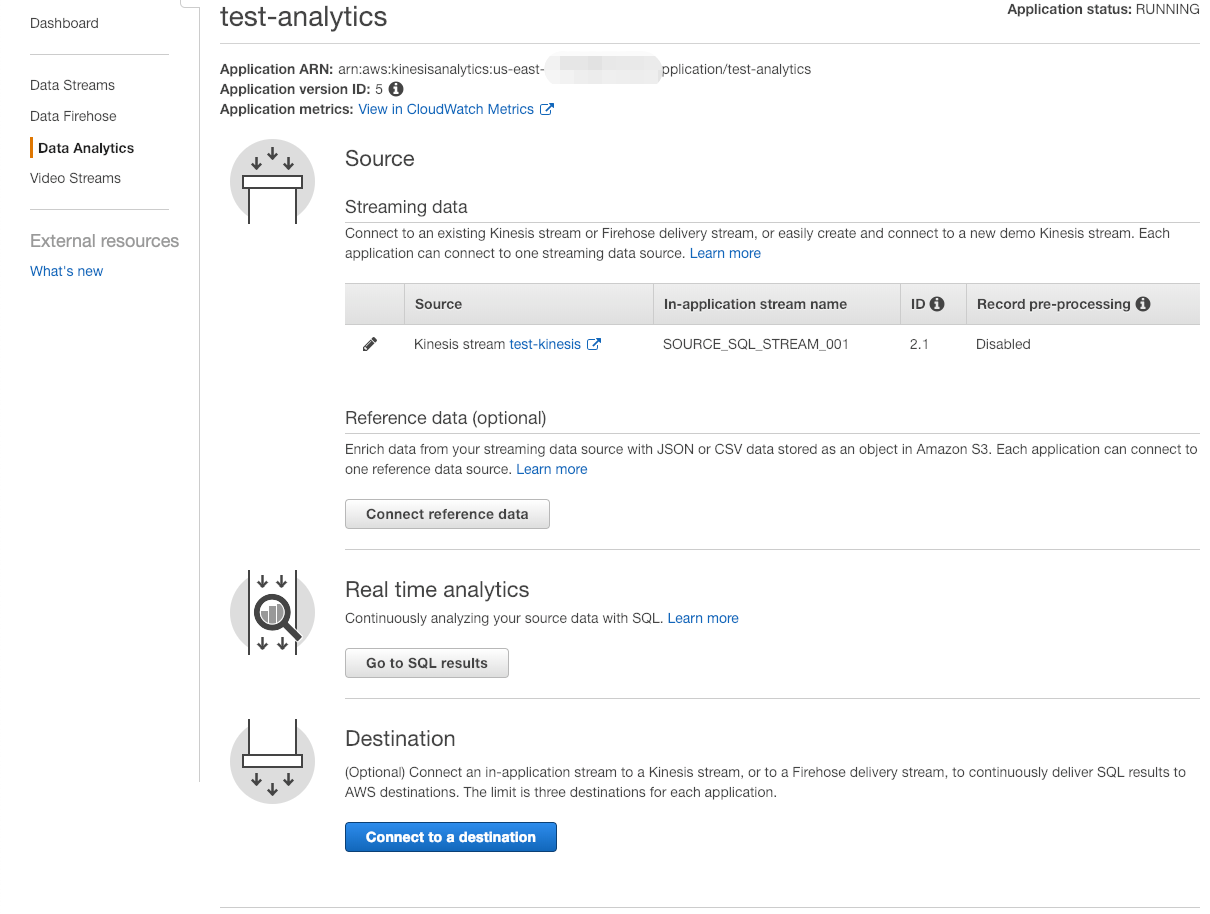 Dashboard
Data Streams
Data Firehose
Data Analytics
Video Streams
External resources
What's new
test-analytics
Application status: RUNNING
Application ARN: arn:aws:kinesisanalytics:us-east- pplication/test-analytics
Application version ID: 5
Application metrics: View in CloudWatch Metrics
Source
Streaming data
Connect to an existing Kinesis stream or Firehose delivery stream, or easily create and connect to a new demo Kinesis stream. Each
application can connect to one streaming data source. Learn more
Source In-application stream name ID Record pre-processing
Kinesis stream test-kinesis SOURCE_SQL_STREAM_001 2.1 Disabled
Reference data (optional)
Enrich data from your streaming data source with JSON or CSV data stored as an object in Amazon S3. Each application can connect to
one reference data source. Learn more
Connect reference data
Real time analytics
Continuously analyzing your source data with SQL. Learn more
Go to SQL results
Destination
(Optional) Connect an in-application stream to a Kinesis stream, or to a Firehose delivery stream, to continuously deliver SQL results to
AWS destinations. The limit is three destinations for each application.
Connect to a destination